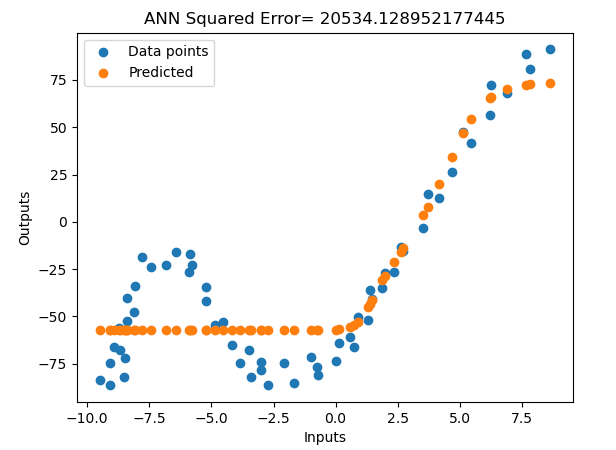 ANN Squared Error= 20534.128952177445
Data points
Predicted
Outputs
75
50
25
0
−25
−50
−75
−10.0 −7.5 −5.0 −2.5 0.0 2.5 5.0 7.5
Inputs